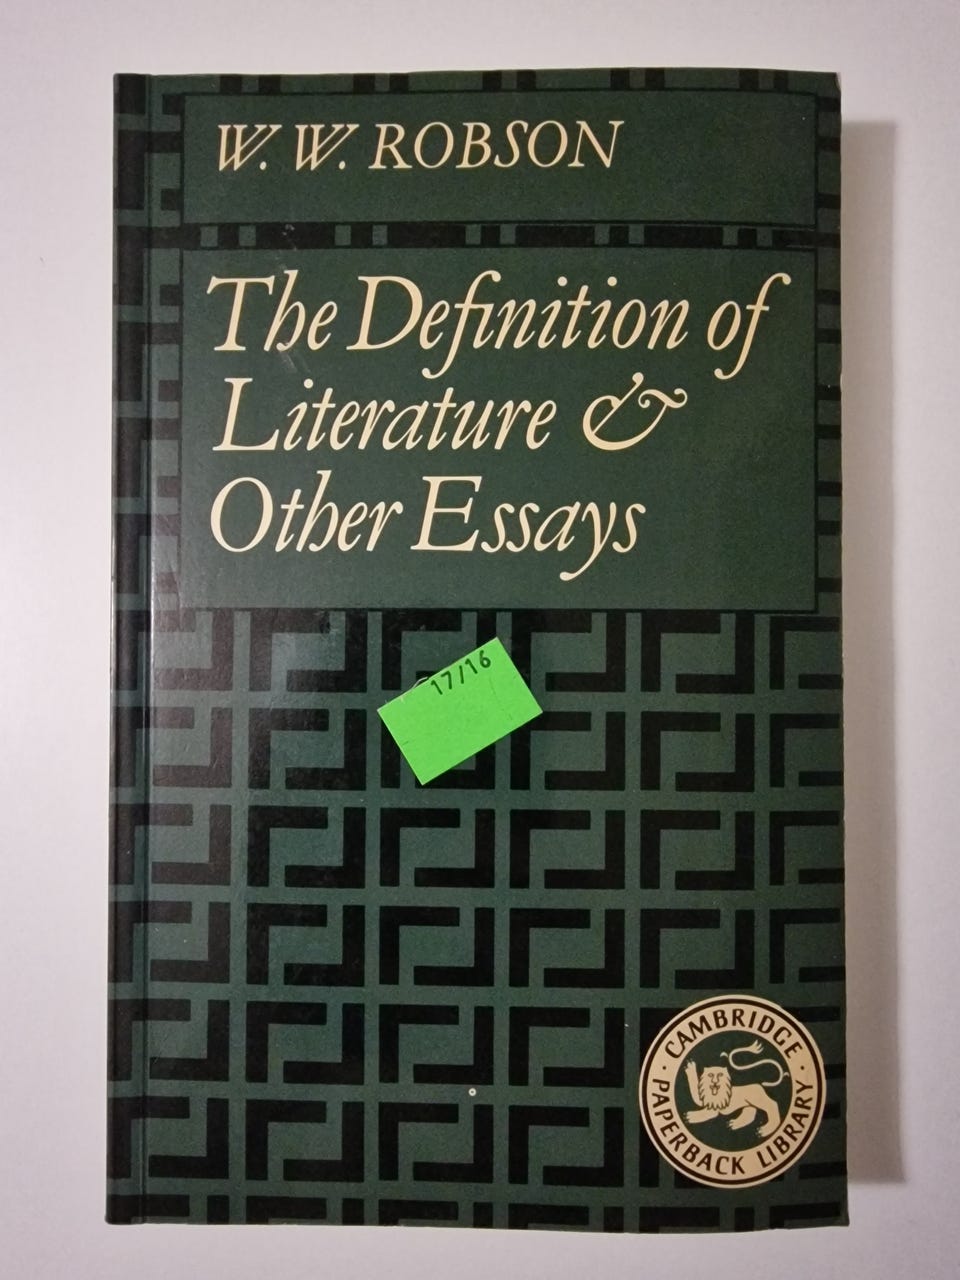 W. W. ROBSON
The Definition of
Literature &
Other Essays
17/16
CAMBRIDGE
PAPERBACK LIBRARY